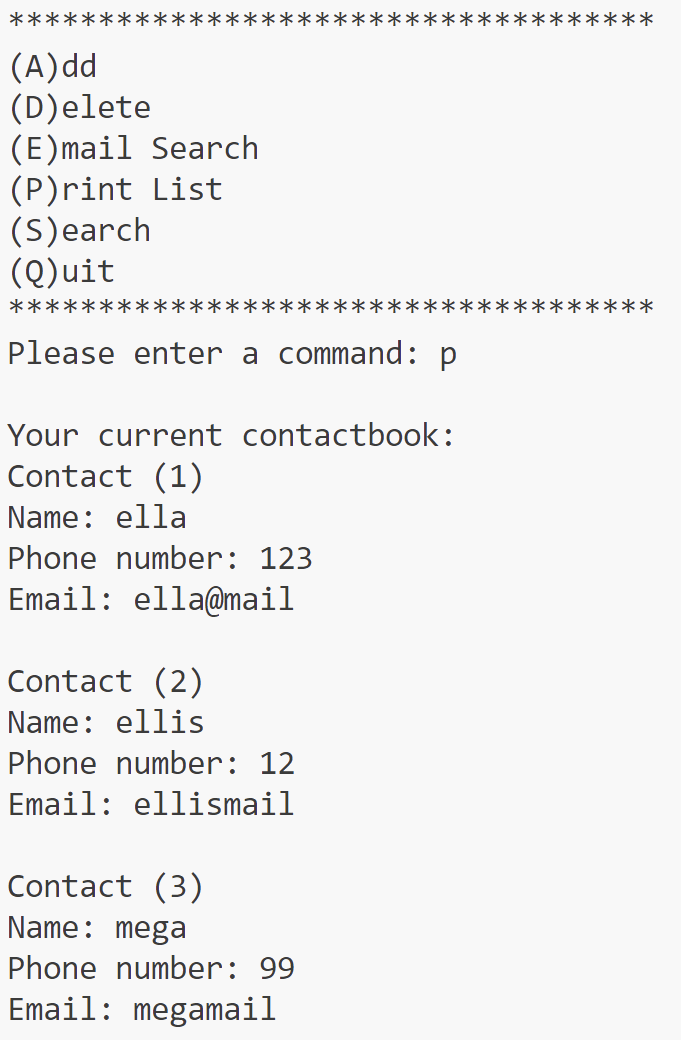 ************************************
(A)dd
(D)elete
(E)mail Search
(P)rint List
(S)earch
(Q)uit
************************************
Please enter a command: p
Your current contactbook:
Contact (1)
Name: ella
Phone number: 123
Email: ella@mail
Contact (2)
Name: ellis
Phone number: 12
Email: ellismail
Contact (3)
Name: mega
Phone number: 99
Email: megamail